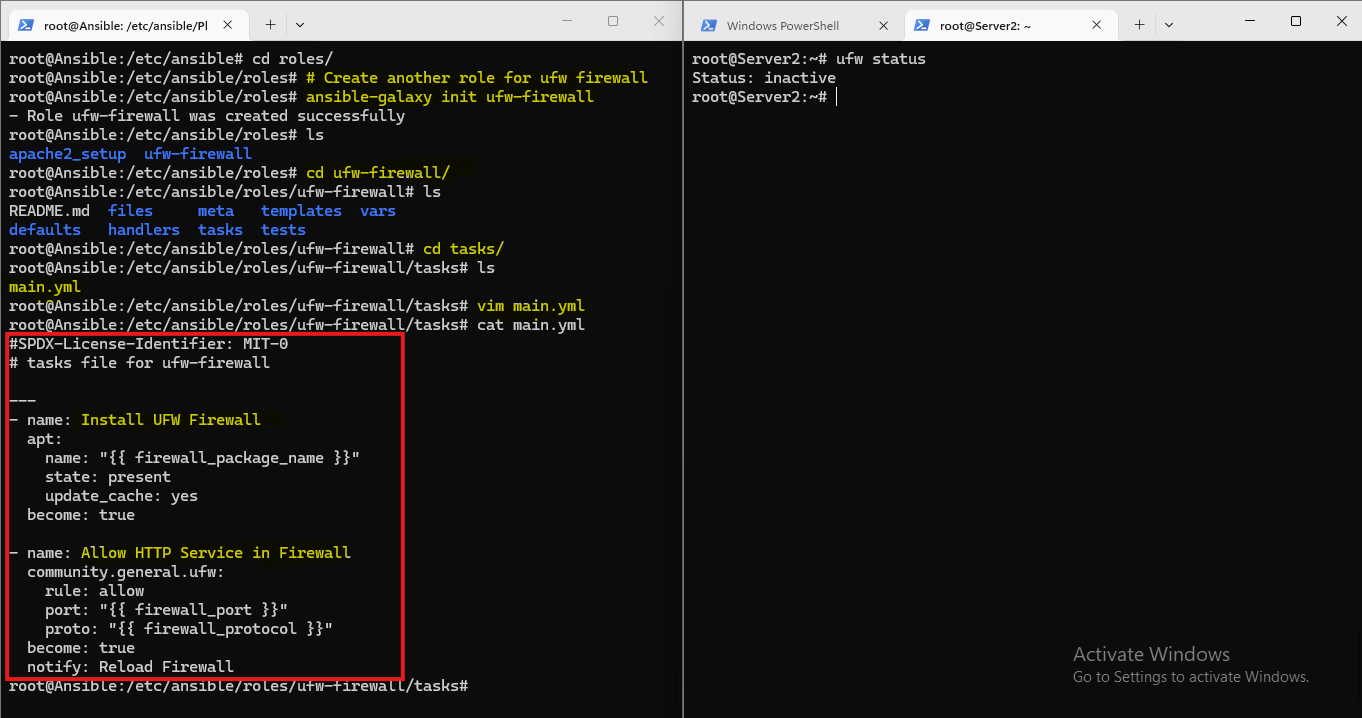 root@Ansible: /etc/ansible/Pl
root@Ansible:/etc/ansible# cd roles/
root@Ansible:/etc/ansible/roles# # Create another role for ufw firewall
root@Ansible:/etc/ansible/roles# ansible-galaxy init ufw-firewall
- Role ufw-firewall was created successfully
root@Ansible:/etc/ansible/roles# ls
apache2_setup  ufw-firewall
root@Ansible:/etc/ansible/roles# cd ufw-firewall/
root@Ansible:/etc/ansible/roles/ufw-firewall# ls
README.md  files     meta   templates  vars
defaults   handlers  tasks  tests
root@Ansible:/etc/ansible/roles/ufw-firewall# cd tasks/
root@Ansible:/etc/ansible/roles/ufw-firewall/tasks# ls
main.yml
root@Ansible:/etc/ansible/roles/ufw-firewall/tasks# vim main.yml
root@Ansible:/etc/ansible/roles/ufw-firewall/tasks# cat main.yml
#SPDX-License-Identifier: MIT-0
# tasks file for ufw-firewall
---
- name: Install UFW Firewall
  apt:
    name: "{{ firewall_package_name }}"
    state: present
    update_cache: yes
  become: true
- name: Allow HTTP Service in Firewall
  community.general.ufw:
    rule: allow
    port: "{{ firewall_port }}"
    proto: "{{ firewall_protocol }}"
  become: true
  notify: Reload Firewall
root@Ansible:/etc/ansible/roles/ufw-firewall/tasks#
Windows PowerShell
root@Server2: ~
root@Server2:~# ufw status
Status: inactive
root@Server2:~#
Activate Windows
Go to Settings to activate Windows.